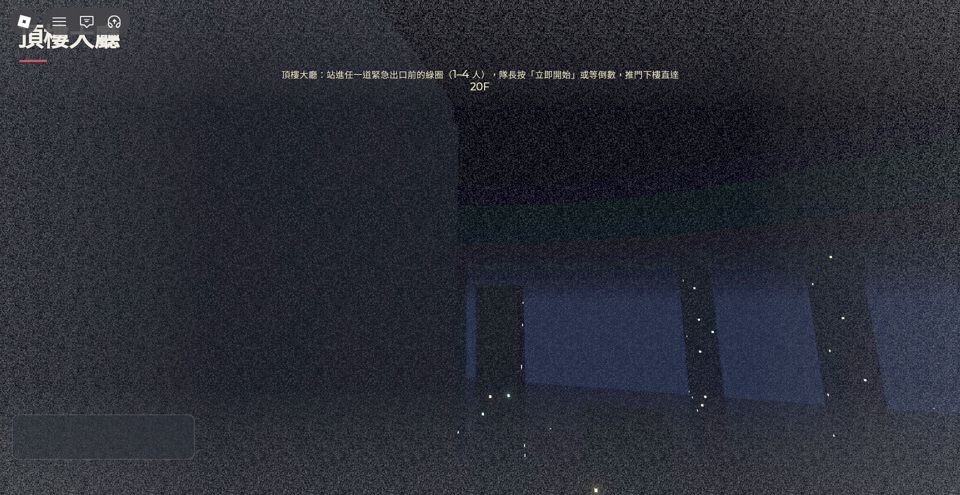 頂樓大廳
頂樓大廳：站進任一道緊急出口前的綠圈（1–4 人），隊長按「立即開始」或等倒數，推門下樓直達
20F